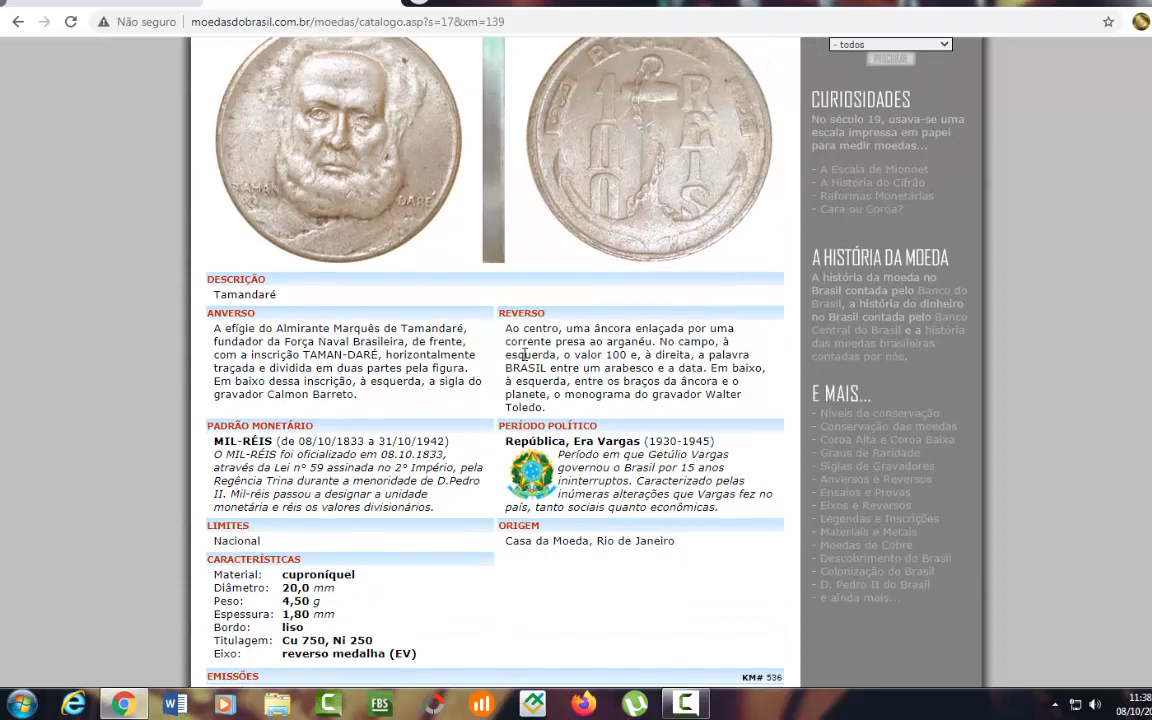 Não seguro
moedasdobrasil.com.br/moedas/catalogo.asp?s=17&xm=139
TAMAN DARÉ
BRASIL
100 REIS
- todos
PROCURAR
CURIOSIDADES
No século 19, usava-se uma
escala impressa em papel
para medir moedas...
- A Escala de Mionnet
- A História do Cifrão
- Reformas Monetárias
- Cara ou Coroa?
A HISTÓRIA DA MOEDA
A história da moeda no
Brasil contada pelo Banco do
Brasil, a história do dinheiro
no Brasil contada pelo Banco
Central do Brasil e a história
das moedas brasileiras
contadas por nós.
E MAIS...
- Níveis de conservação
- Conservação das moedas
- Coroa Alta e Coroa Baixa
- Graus de Raridade
- Siglas de Gravadores
- Anversos e Reversos
- Ensaios e Provas
- Eixos e Reversos
- Legendas e Inscrições
- Materiais e Metais
- Moedas de Cobre
- Descobrimento do Brasil
- Colonização do Brasil
- D. Pedro II do Brasil
- e ainda mais...
DESCRIÇÃO
Tamandaré
ANVERSO
A efígie do Almirante Marquês de Tamandaré,
fundador da Força Naval Brasileira, de frente,
com a inscrição TAMAN-DARÉ, horizontalmente
traçada e dividida em duas partes pela figura.
Em baixo dessa inscrição, à esquerda, a sigla do
gravador Calmon Barreto.
REVERSO
Ao centro, uma âncora enlaçada por uma
corrente presa ao arganéu. No campo, à
esquerda, o valor 100 e, à direita, a palavra
BRASIL entre um arabesco e a data. Em baixo,
à esquerda, entre os braços da âncora e o
planete, o monograma do gravador Walter
Toledo.
PADRÃO MONETÁRIO
MIL-RÉIS (de 08/10/1833 a 31/10/1942)
O MIL-RÉIS foi oficializado em 08.10.1833,
através da Lei n° 59 assinada no 2° Império, pela
Regência Trina durante a menoridade de D.Pedro
II. Mil-réis passou a designar a unidade
monetária e réis os valores divisionários.
PERÍODO POLÍTICO
República, Era Vargas (1930-1945)
Período em que Getúlio Vargas
governou o Brasil por 15 anos
ininterruptos. Caracterizado pelas
inúmeras alterações que Vargas fez no
país, tanto sociais quanto econômicas.
LIMITES
Nacional
ORIGEM
Casa da Moeda, Rio de Janeiro
CARACTERÍSTICAS
Material: cuproníquel
Diâmetro: 20,0 mm
Peso: 4,50 g
Espessura: 1,80 mm
Bordo: liso
Titulagem: Cu 750, Ni 250
Eixo: reverso medalha (EV)
EMISSÕES KM# 536
FBS
11:38
08/10/20